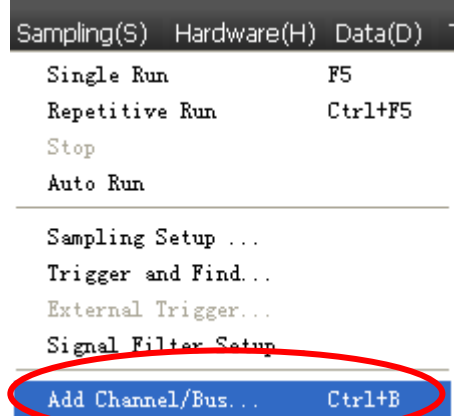 Sampling(S) Hardware(H) Data(D)
Single Run F5
Repetitive Run Ctrl+F5
Stop
Auto Run
Sampling Setup ...
Trigger and Find...
External Trigger...
Signal Filter Setup
Add Channel/Bus... Ctrl+B